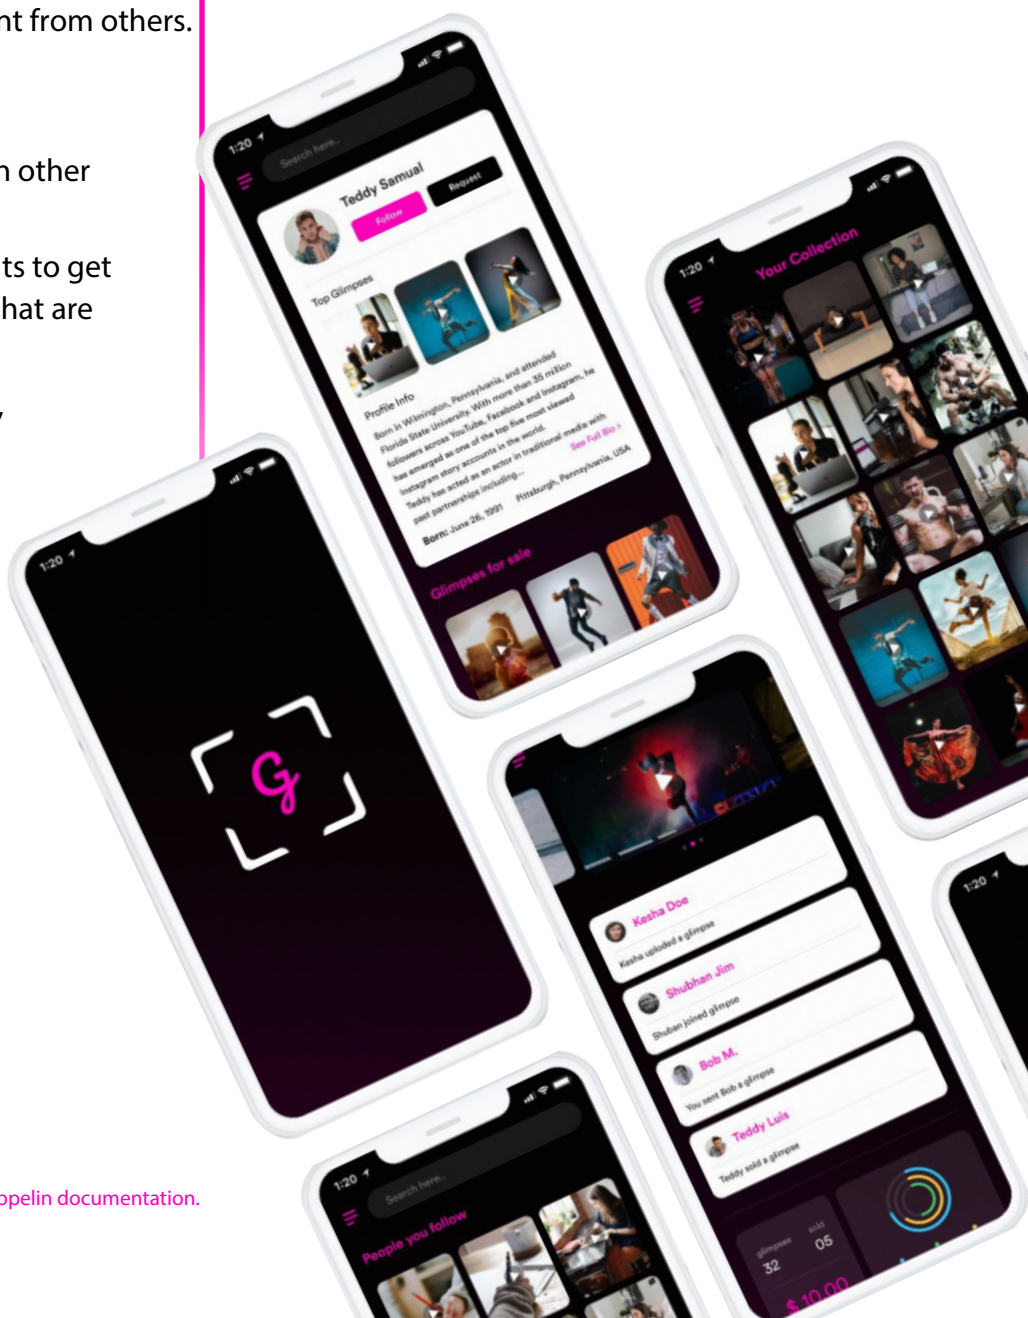 nt from others.
n other
ts to get
hat are
y
ppelin documentation.
1:20
Search here..
Teddy Samual
Follow
Request
Top Glimpses
Profile Info
Born in Wilmington, Pennsylvania, and attended
Florida State University. With more than 35 million
followers across YouTube, Facebook and Instagram, he
has emerged as one of the top five most viewed
Instagram story accounts in the world.
Teddy has acted as an actor in traditional media with
past partnerships including...
See Full Bio >
Born: June 26, 1991 Pittsburgh, Pennsylvania, USA
Glimpses for sale
1:20
Your Collection
1:20
G
Kesha Doe
Kesha uploded a glimpse
Shubhan Jim
Shuban joined glimpse
Bob M.
You sent Bob a glimpse
Teddy Luis
Teddy sold a glimpse
glimpses
32
sold
05
$ 10.00
1:20
1:20
Search here..
People you follow